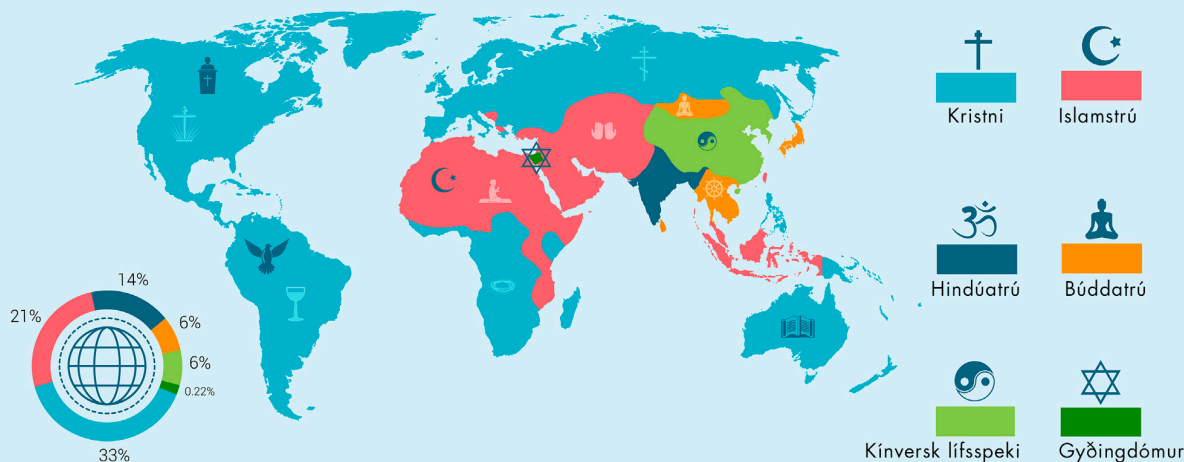 Kristni
Islamstrú
Hindúatrú
Búddatrú
Kínversk lífsspeki
Gyðingdómur
14%
21%
6%
6%
0.22%
33%